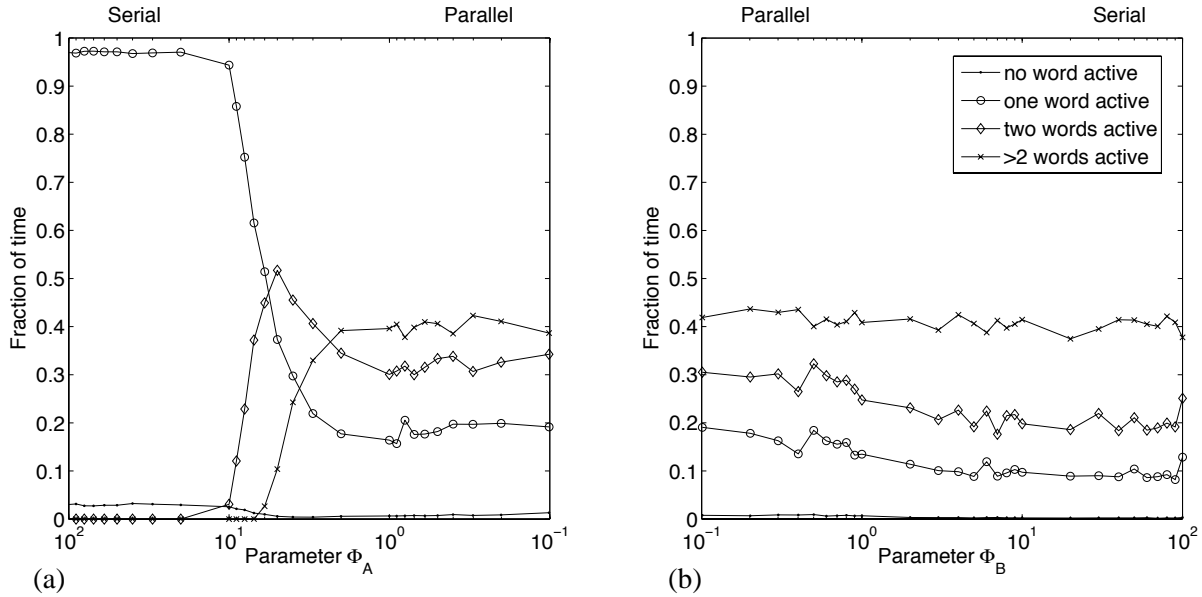 Serial Parallel
1
0.9
0.8
0.7
0.6
0.5
0.4
0.3
0.2
0.1
0
Fraction of time
10^2 10^1 10^0 10^-1
Parameter Φ_A
(a)
Parallel Serial
1
0.9
0.8
0.7
0.6
0.5
0.4
0.3
0.2
0.1
0
Fraction of time
no word active
one word active
two words active
>2 words active
10^-1 10^0 10^1 10^2
Parameter Φ_B
(b)